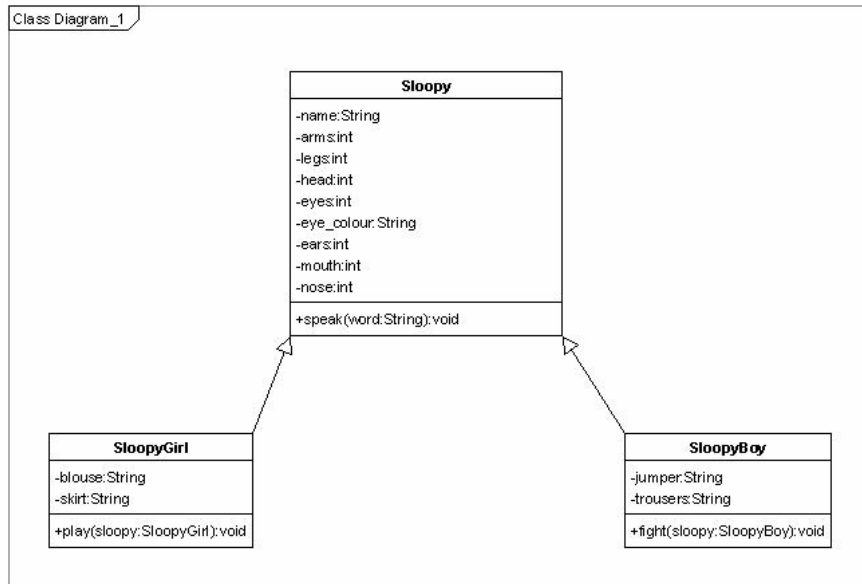 Class Diagram_1
Sloopy
-name:String
-arms:int
-legs:int
-head:int
-eyes:int
-eye_colour:String
-ears:int
-mouth:int
-nose:int
+speak(word:String):void
SloopyGirl
-blouse:String
-skirt:String
+play(sloopy:SloopyGirl):void
SloopyBoy
-jumper:String
-trousers:String
+fight(sloopy:SloopyBoy):void